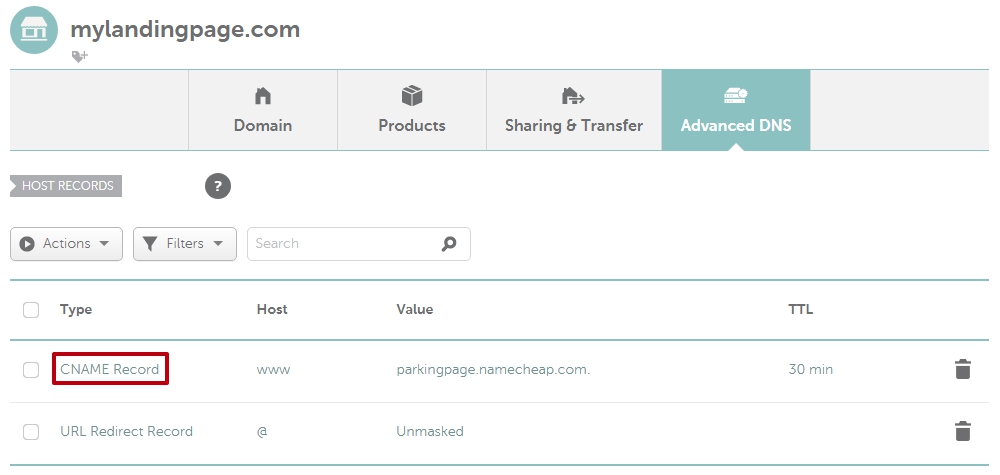 mylandingpage.com
Domain
Products
Sharing & Transfer
Advanced DNS
HOST RECORDS
?
Actions
Filters
Search
Type Host Value TTL
CNAME Record www parkingpage.namecheap.com. 30 min
URL Redirect Record @ Unmasked